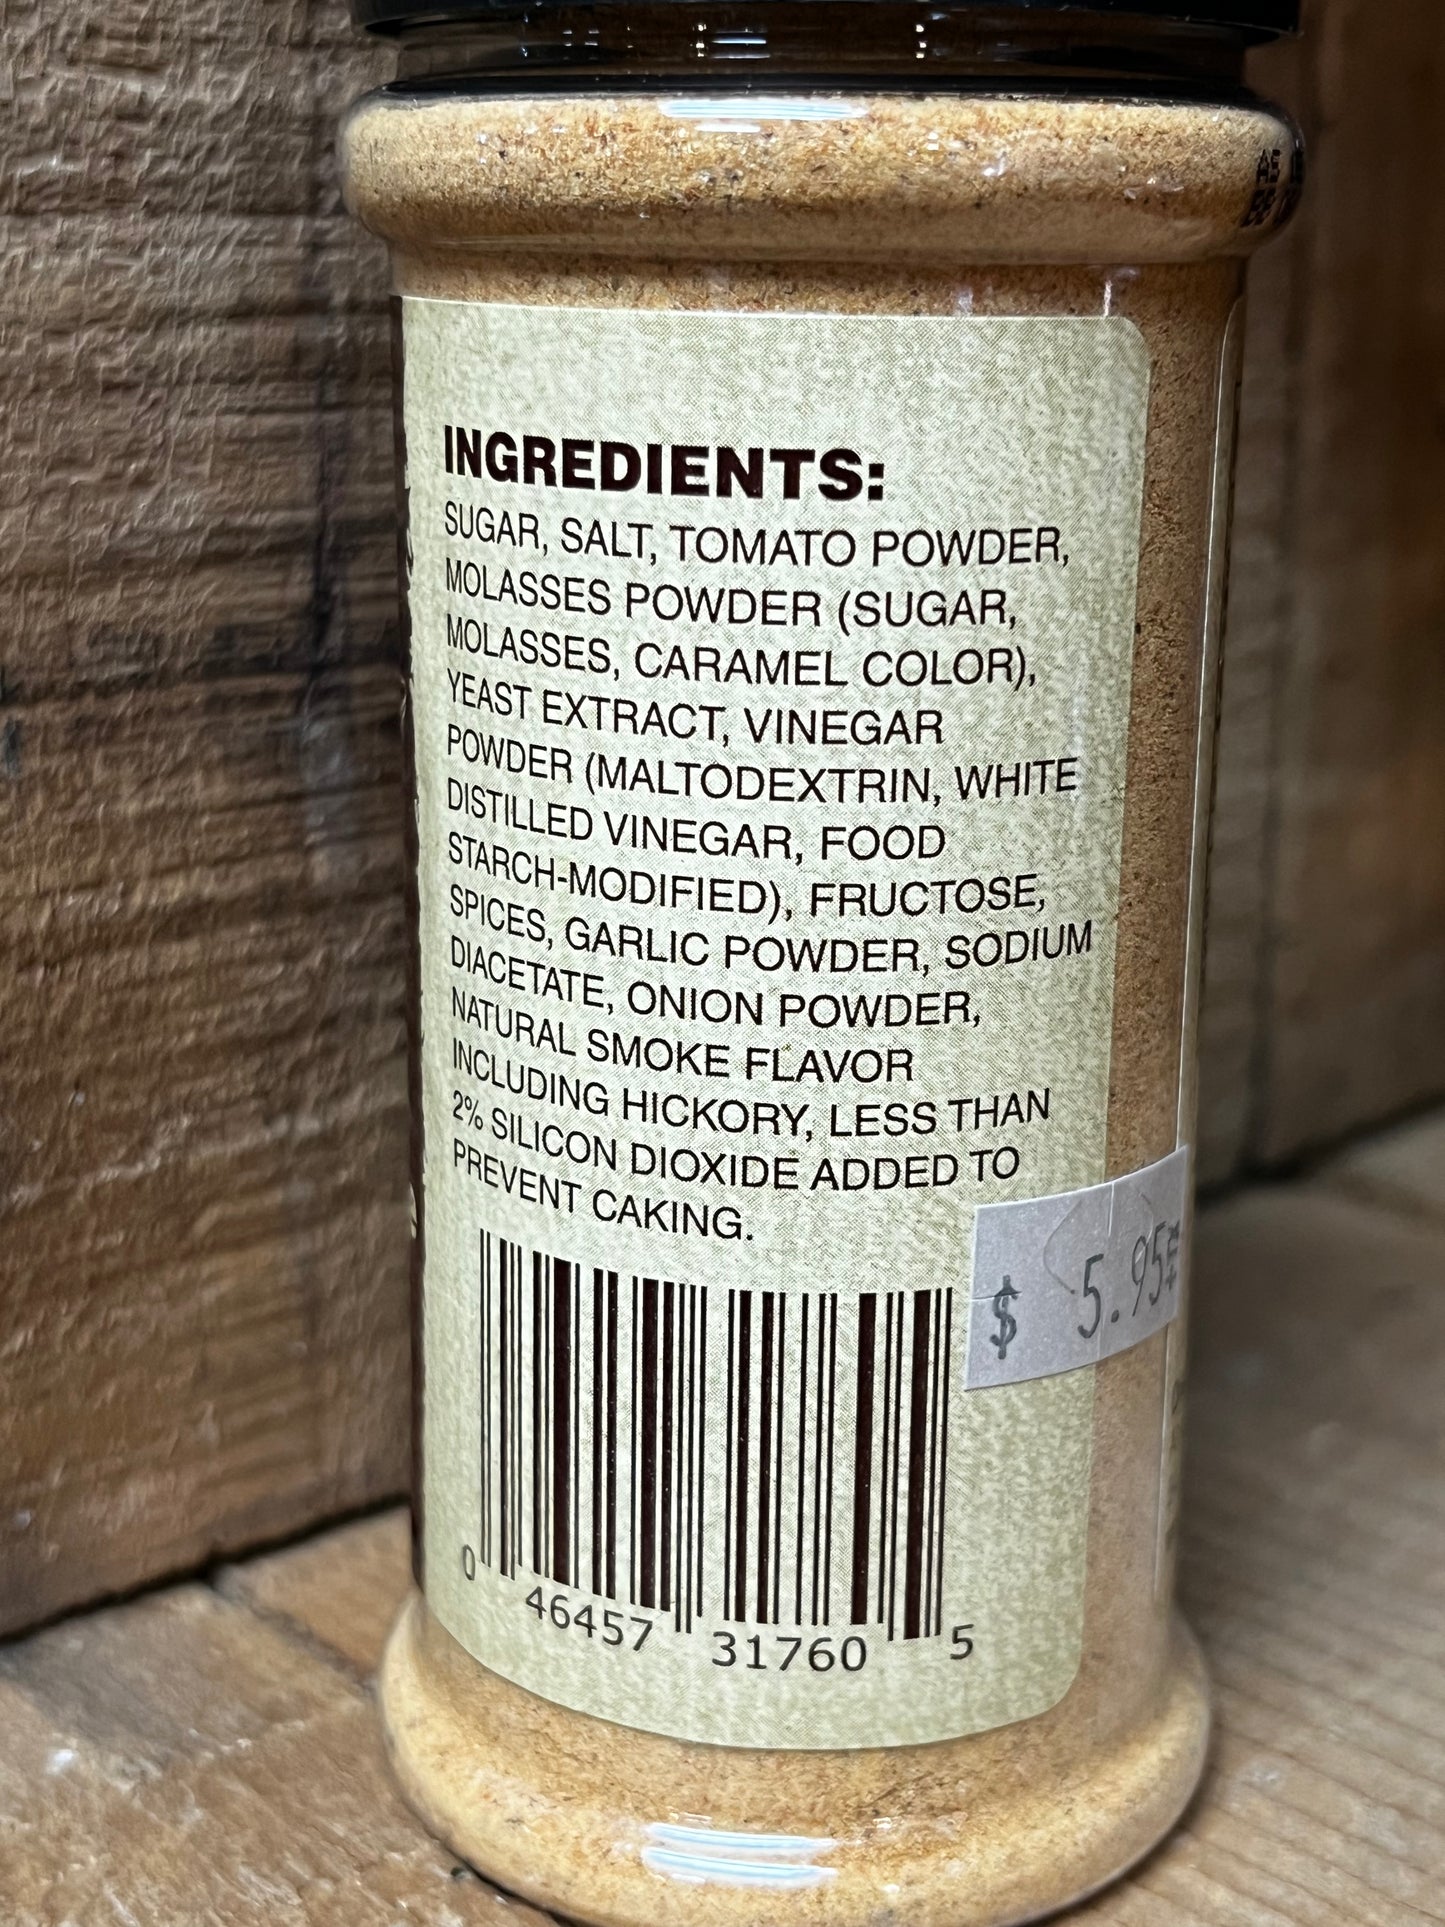 INGREDIENTS:
SUGAR, SALT, TOMATO POWDER,
MOLASSES POWDER (SUGAR,
MOLASSES, CARAMEL COLOR),
YEAST EXTRACT, VINEGAR
POWDER (MALTODEXTRIN, WHITE
DISTILLED VINEGAR, FOOD
STARCH-MODIFIED), FRUCTOSE,
SPICES, GARLIC POWDER, SODIUM
DIACETATE, ONION POWDER,
NATURAL SMOKE FLAVOR
INCLUDING HICKORY, LESS THAN
2% SILICON DIOXIDE ADDED TO
PREVENT CAKING.
$ 5.95
0 46457 31760 5